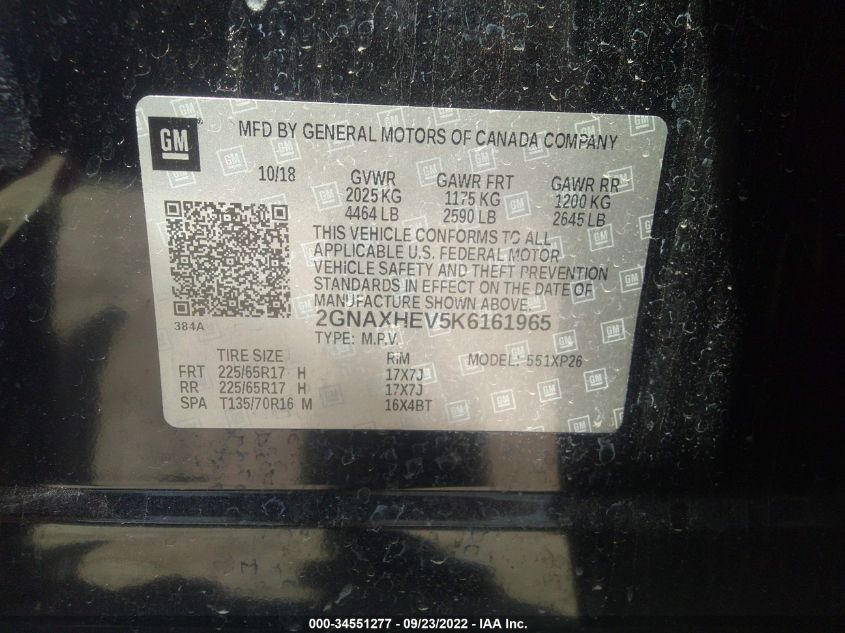 GM
MFD BY GENERAL MOTORS OF CANADA COMPANY
10/18 GVWR GAWR FRT GAWR RR
2025 KG 1175 KG 1200 KG
4464 LB 2590 LB 2645 LB
THIS VEHICLE CONFORMS TO ALL
APPLICABLE U.S. FEDERAL MOTOR
VEHICLE SAFETY AND THEFT PREVENTION
STANDARDS IN EFFECT ON THE DATE OF
MANUFACTURE SHOWN ABOVE.
384A
2GNAXHEV5K6161965
TYPE: M.P.V.
TIRE SIZE RIM MODEL: 551XP26
FRT 225/65R17 H 17X7J
RR 225/65R17 H 17X7J
SPA T135/70R16 M 16X4BT
000-34551277 - 09/23/2022 - IAA Inc.